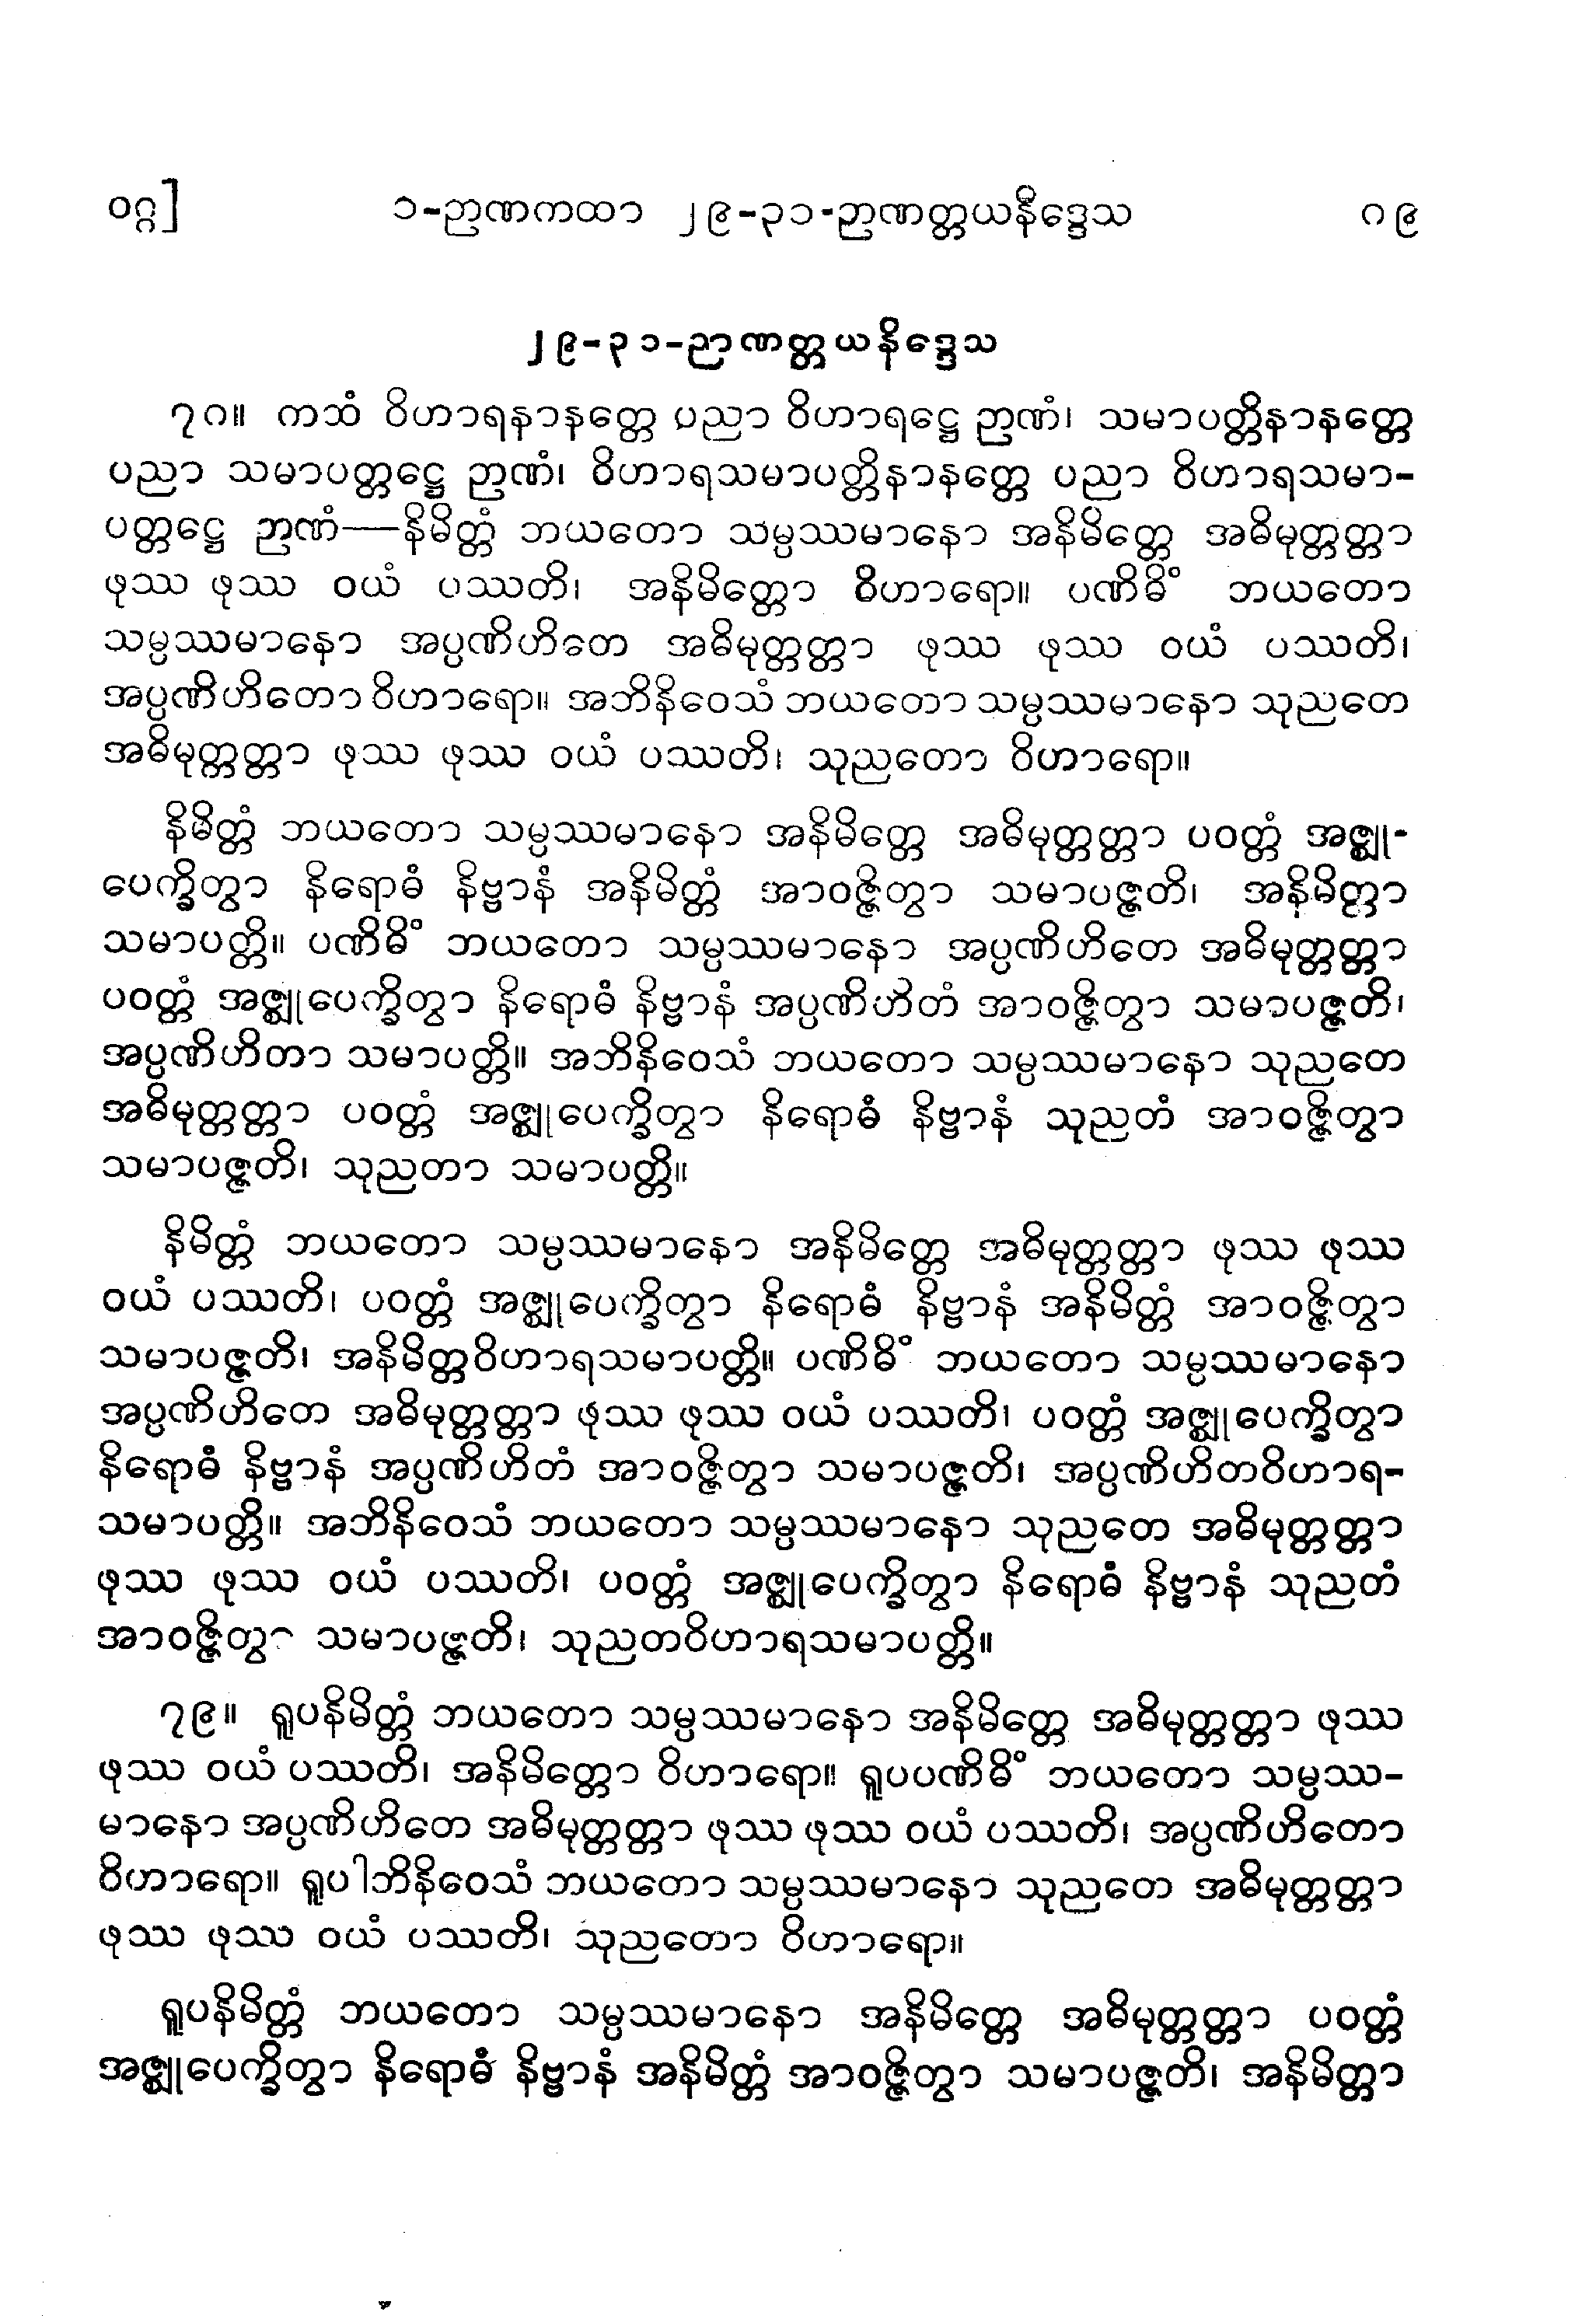 ဝဂ္ဂ] ၁-ဉာဏကထာ ၂၉-၃၁-ဉာဏတ္တယနိဒ္ဒေသ ၈၉
၂၉-၃၁-ဉာဏတ္တယနိဒ္ဒေသ
၇၈။ ကထံ ဝိဟာရနာနတ္တေ ပညာ ဝိဟာရဋ္ဌေ ဉာဏံ၊ သမာပတ္တိနာနတ္တေ
ပညာ သမာပတ္တဋ္ဌေ ဉာဏံ၊ ဝိဟာရသမာပတ္တိနာနတ္တေ ပညာ ဝိဟာရသမာ-
ပတ္တဋ္ဌေ ဉာဏံ—နိမိတ္တံ ဘယတော သမ္ပဿမာနော အနိမိတ္တေ အဓိမုတ္တတ္တာ
ဖုဿ ဖုဿ ဝယံ ပဿတိ၊ အနိမိတ္တော ဝိဟာရော။ ပဏိဓိံ ဘယတော
သမ္ပဿမာနော အပ္ပဏိဟိတေ အဓိမုတ္တတ္တာ ဖုဿ ဖုဿ ဝယံ ပဿတိ၊
အပ္ပဏိဟိတော ဝိဟာရော။ အဘိနိဝေသံ ဘယတော သမ္ပဿမာနော သုညတေ
အဓိမုတ္တတ္တာ ဖုဿ ဖုဿ ဝယံ ပဿတိ၊ သုညတော ဝိဟာရော။
နိမိတ္တံ ဘယတော သမ္ပဿမာနော အနိမိတ္တေ အဓိမုတ္တတ္တာ ပဝတ္တံ အဇ္ဈု-
ပေက္ခိတွာ နိရောဓံ နိဗ္ဗာနံ အနိမိတ္တံ အာဝဇ္ဇိတွာ သမာပဇ္ဇတိ၊ အနိမိတ္တာ
သမာပတ္တိ။ ပဏိဓိံ ဘယတော သမ္ပဿမာနော အပ္ပဏိဟိတေ အဓိမုတ္တတ္တာ
ပဝတ္တံ အဇ္ဈုပေက္ခိတွာ နိရောဓံ နိဗ္ဗာနံ အပ္ပဏိဟိတံ အာဝဇ္ဇိတွာ သမာပဇ္ဇတိ၊
အပ္ပဏိဟိတာ သမာပတ္တိ။ အဘိနိဝေသံ ဘယတော သမ္ပဿမာနော သုညတေ
အဓိမုတ္တတ္တာ ပဝတ္တံ အဇ္ဈုပေက္ခိတွာ နိရောဓံ နိဗ္ဗာနံ သုညတံ အာဝဇ္ဇိတွာ
သမာပဇ္ဇတိ၊ သုညတာ သမာပတ္တိ။
နိမိတ္တံ ဘယတော သမ္ပဿမာနော အနိမိတ္တေ အဓိမုတ္တတ္တာ ဖုဿ ဖုဿ
ဝယံ ပဿတိ၊ ပဝတ္တံ အဇ္ဈုပေက္ခိတွာ နိရောဓံ နိဗ္ဗာနံ အနိမိတ္တံ အာဝဇ္ဇိတွာ
သမာပဇ္ဇတိ၊ အနိမိတ္တဝိဟာရသမာပတ္တိ။ ပဏိဓိံ ဘယတော သမ္ပဿမာနော
အပ္ပဏိဟိတေ အဓိမုတ္တတ္တာ ဖုဿ ဖုဿ ဝယံ ပဿတိ၊ ပဝတ္တံ အဇ္ဈုပေက္ခိတွာ
နိရောဓံ နိဗ္ဗာနံ အပ္ပဏိဟိတံ အာဝဇ္ဇိတွာ သမာပဇ္ဇတိ၊ အပ္ပဏိဟိတဝိဟာရ-
သမာပတ္တိ။ အဘိနိဝေသံ ဘယတော သမ္ပဿမာနော သုညတေ အဓိမုတ္တတ္တာ
ဖုဿ ဖုဿ ဝယံ ပဿတိ၊ ပဝတ္တံ အဇ္ဈုပေက္ခိတွာ နိရောဓံ နိဗ္ဗာနံ သုညတံ
အာဝဇ္ဇိတွာ သမာပဇ္ဇတိ၊ သုညတဝိဟာရသမာပတ္တိ။
၇၉။ ရူပနိမိတ္တံ ဘယတော သမ္ပဿမာနော အနိမိတ္တေ အဓိမုတ္တတ္တာ ဖုဿ
ဖုဿ ဝယံ ပဿတိ၊ အနိမိတ္တော ဝိဟာရော။ ရူပပဏိဓိံ ဘယတော သမ္ပဿ-
မာနော အပ္ပဏိဟိတေ အဓိမုတ္တတ္တာ ဖုဿ ဖုဿ ဝယံ ပဿတိ၊ အပ္ပဏိဟိတော
ဝိဟာရော။ ရူပါဘိနိဝေသံ ဘယတော သမ္ပဿမာနော သုညတေ အဓိမုတ္တတ္တာ
ဖုဿ ဖုဿ ဝယံ ပဿတိ၊ သုညတော ဝိဟာရော။
ရူပနိမိတ္တံ ဘယတော သမ္ပဿမာနော အနိမိတ္တေ အဓိမုတ္တတ္တာ ပဝတ္တံ
အဇ္ဈုပေက္ခိတွာ နိရောဓံ နိဗ္ဗာနံ အနိမိတ္တံ အာဝဇ္ဇိတွာ သမာပဇ္ဇတိ၊ အနိမိတ္တာ